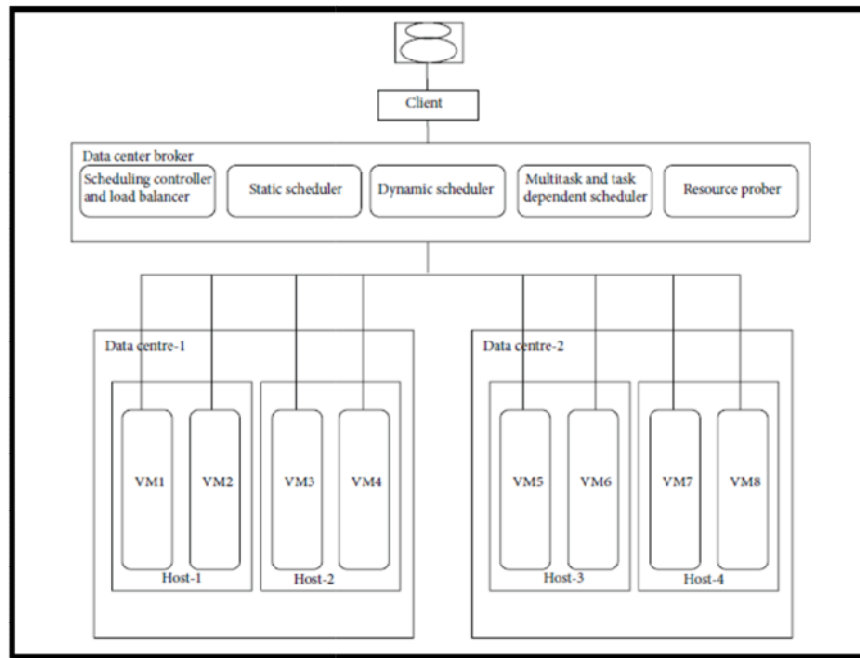 Client
Data center broker
Scheduling controller
and load balancer
Static scheduler
Dynamic scheduler
Multitask and task
dependent scheduler
Resource prober
Data centre-1
Data centre-2
VM1
VM2
VM3
VM4
VM5
VM6
VM7
VM8
Host-1
Host-2
Host-3
Host-4